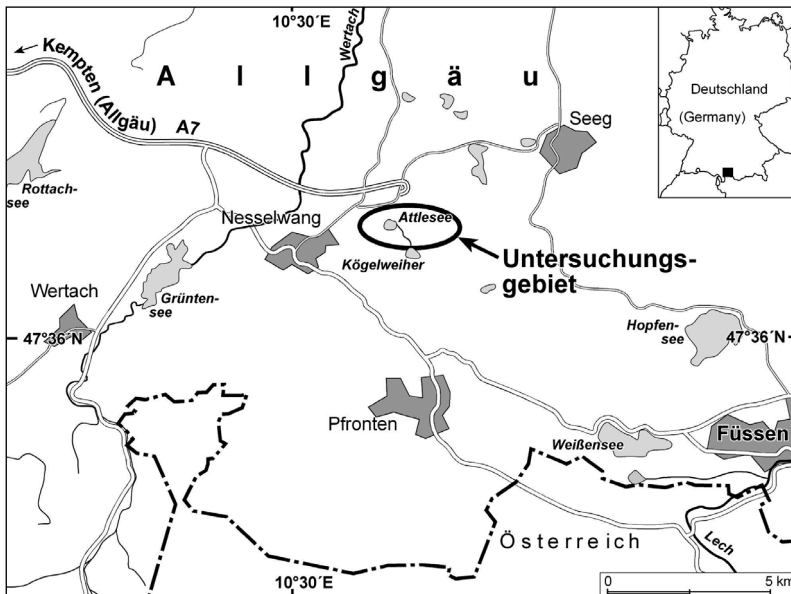 10°30´E
Kempten (Allgäu)
A7
Wertach
Allgäu
Deutschland
(Germany)
Seeg
Rottach-
see
Nesselwang
Attlesee
Kögelweiher
Untersuchungs-
gebiet
Grünten-
see
Wertach
47°36´N
Hopfen-
see
47°36´N
Pfronten
Weißensee
Füssen
Österreich
Lech
10°30´E
0 5 km